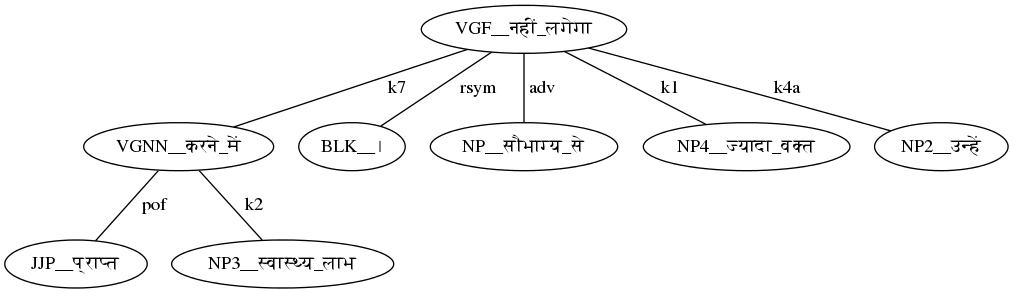 VGF__नहीं_लगेगा
k7
rsym
adv
k1
k4a
VGNN__करने_में
BLK__।
NP__सौभाग्य_से
NP4__ज्यादा_वक्त
NP2__उन्हें
pof
k2
JJP__प्राप्त
NP3__स्वास्थ्य_लाभ